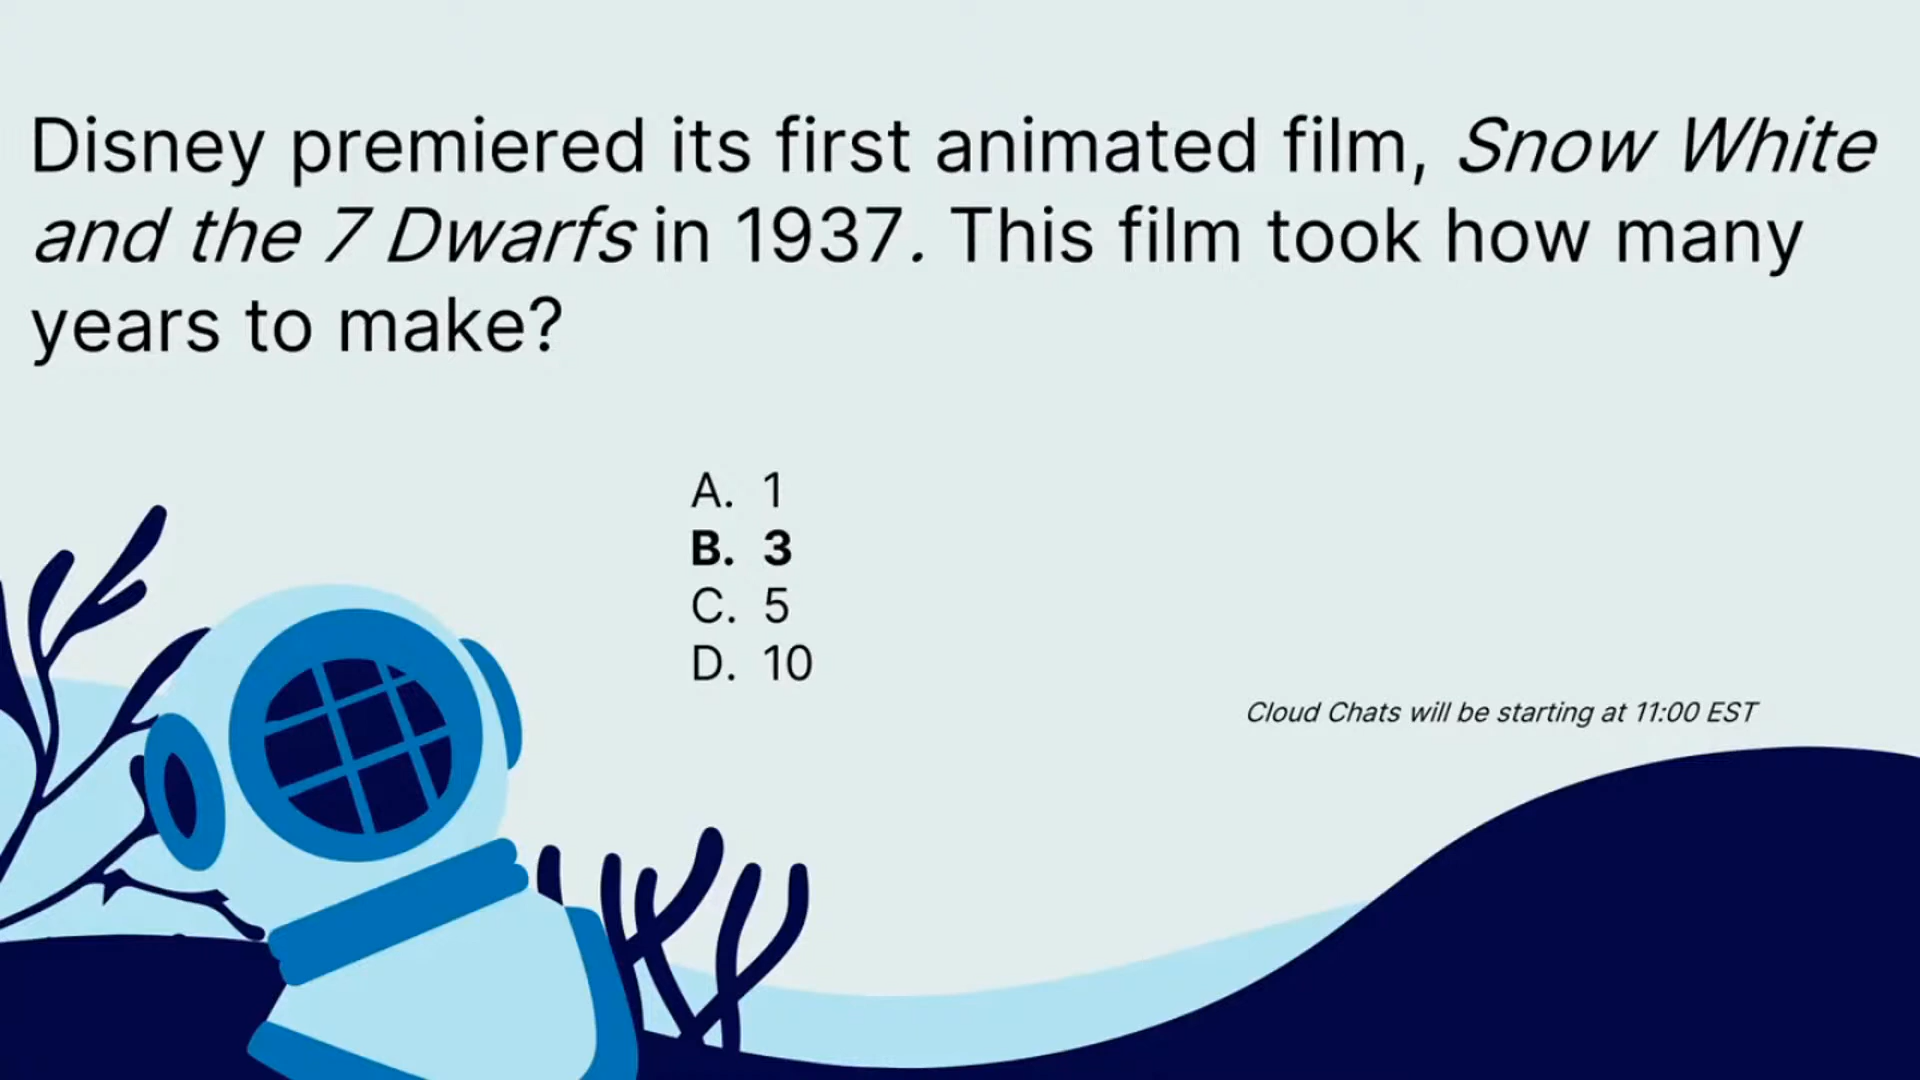 Disney premiered its first animated film, Snow White
and the 7 Dwarfs in 1937. This film took how many
years to make?
A. 1
B. 3
C. 5
D. 10
Cloud Chats will be starting at 11:00 EST